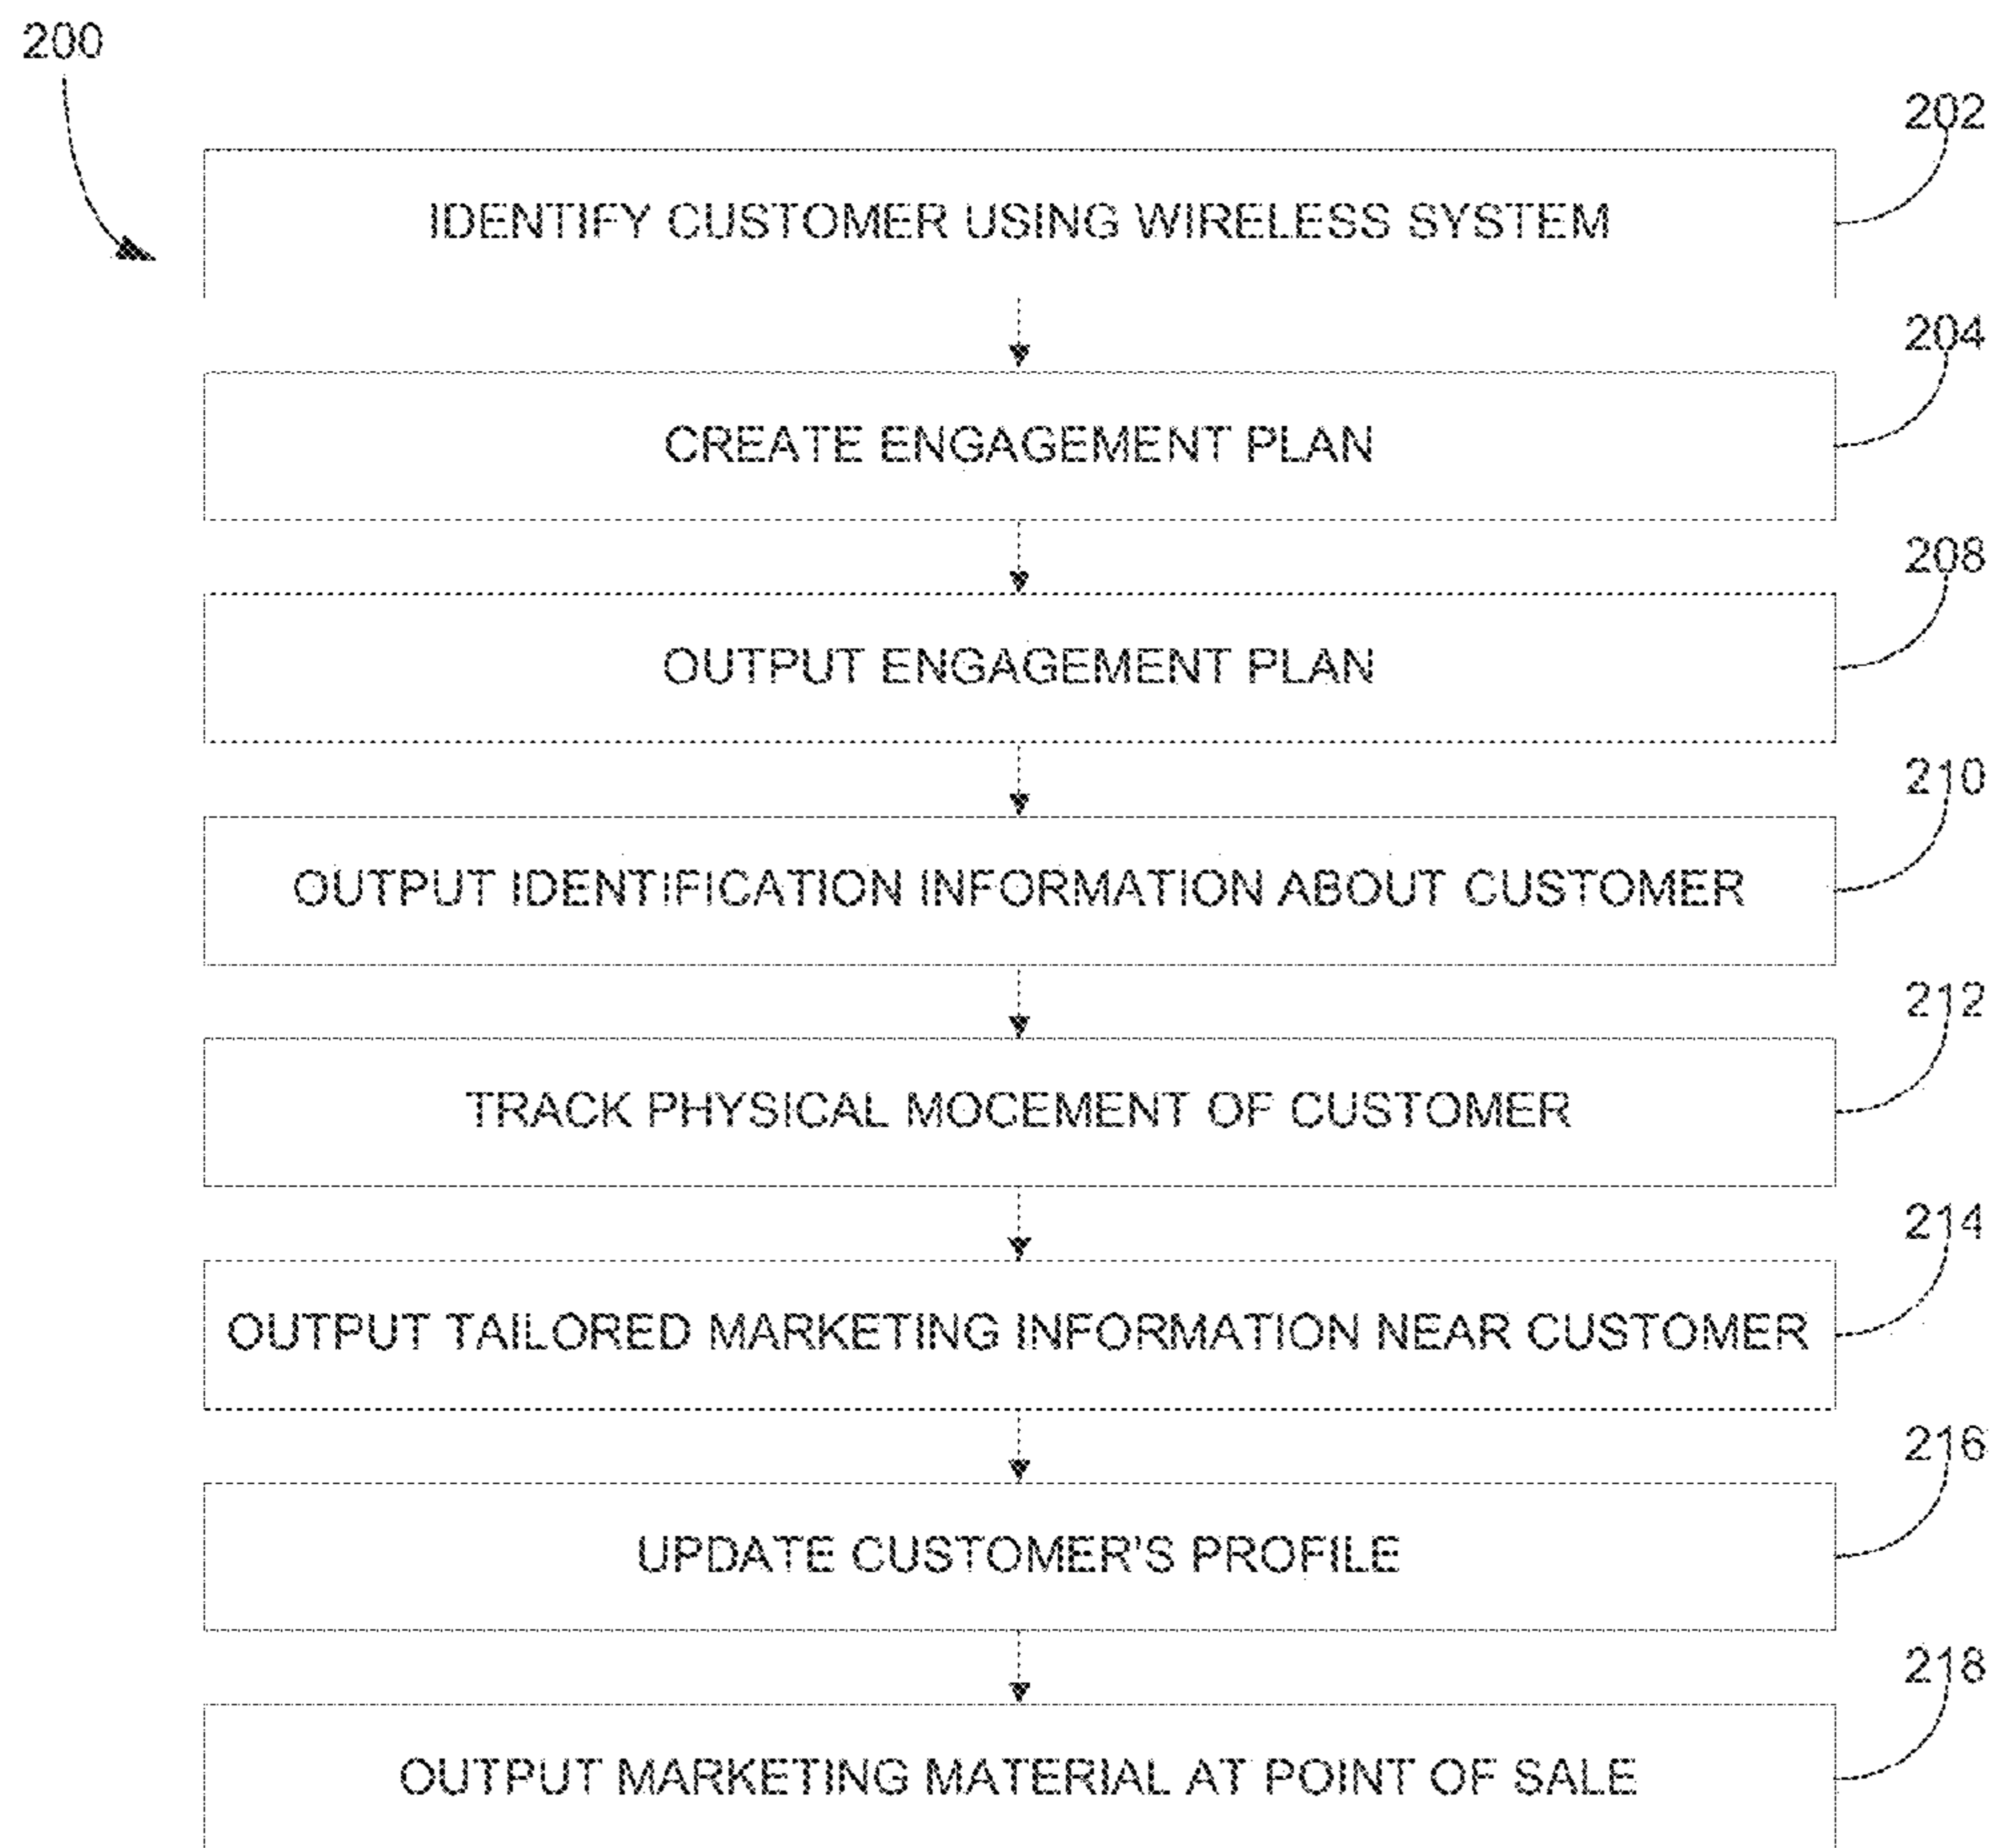 200
202
IDENTIFY CUSTOMER USING WIRELESS SYSTEM
204
CREATE ENGAGEMENT PLAN
208
OUTPUT ENGAGEMENT PLAN
210
OUTPUT IDENTIFICATION INFORMATION ABOUT CUSTOMER
212
TRACK PHYSICAL MOCEMENT OF CUSTOMER
214
OUTPUT TAILORED MARKETING INFORMATION NEAR CUSTOMER
216
UPDATE CUSTOMER'S PROFILE
218
OUTPUT MARKETING MATERIAL AT POINT OF SALE